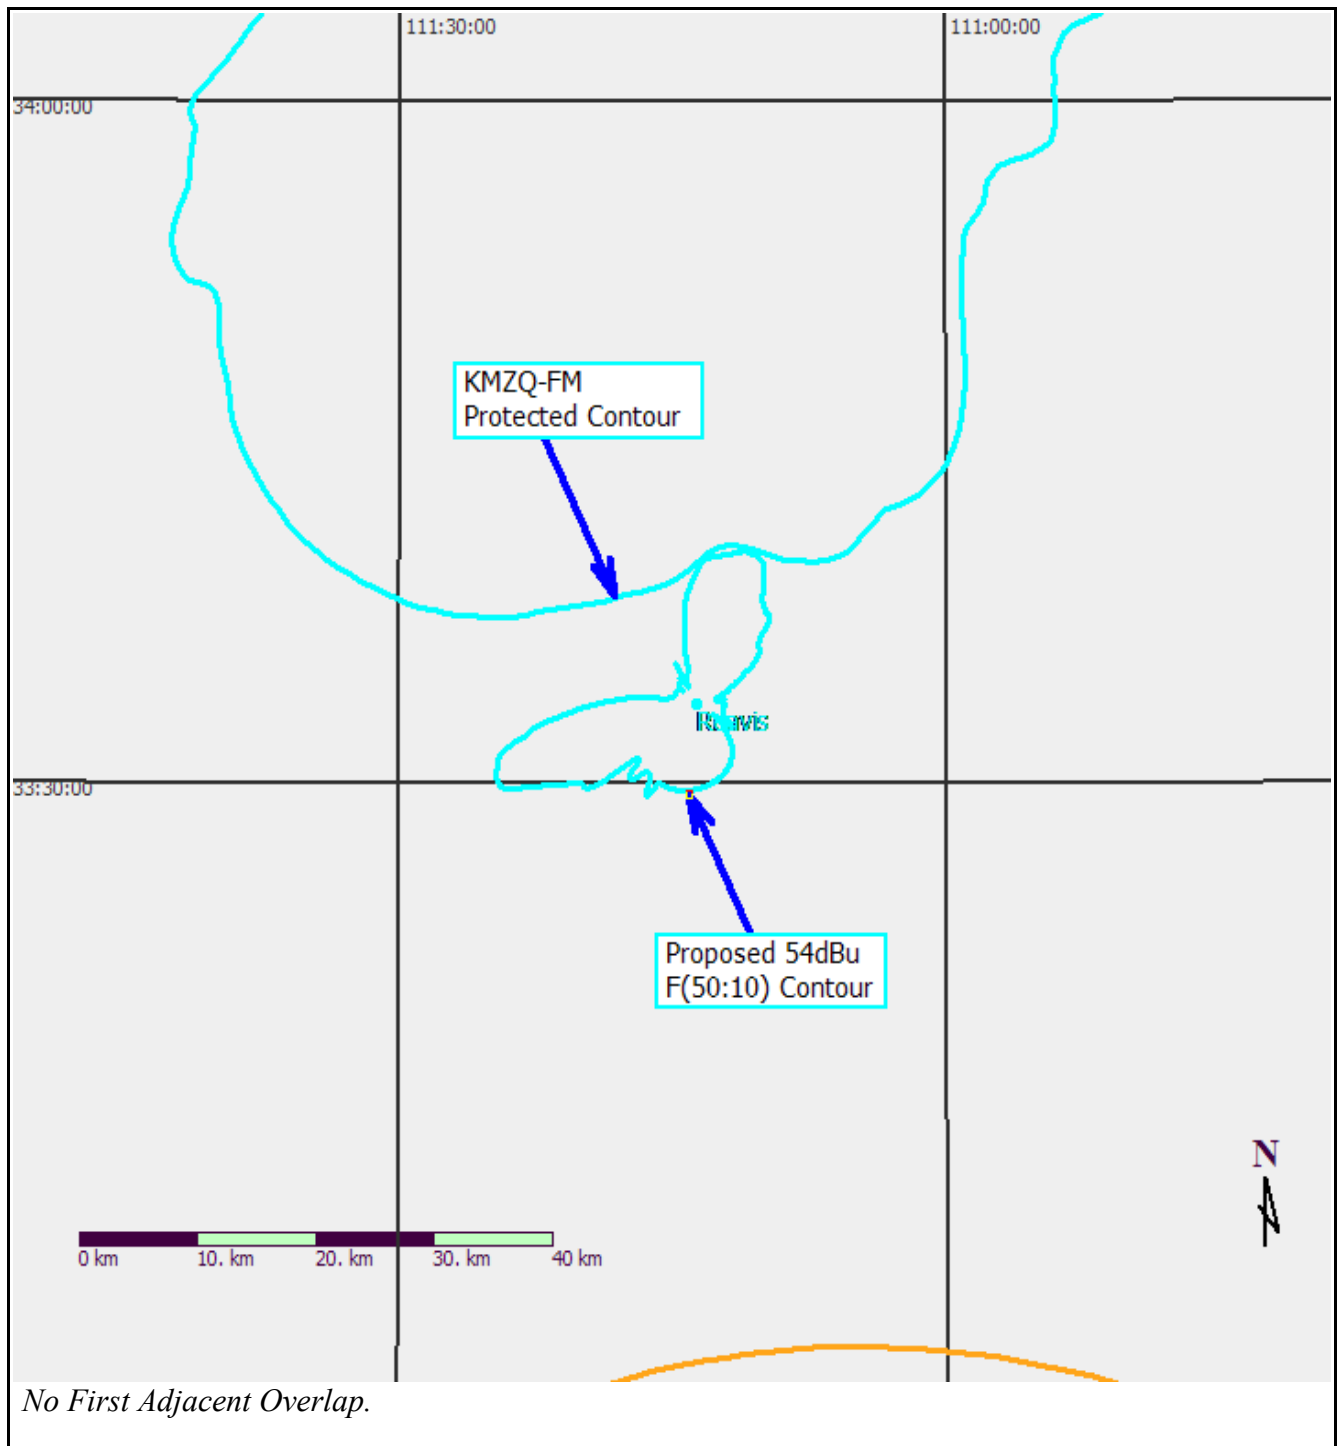 111:30:00
111:00:00
34:00:00
KMZQ-FM
Protected Contour
33:30:00
Proposed 54dBu
F(50:10) Contour
N
0 km
10. km
20. km
30. km
40 km
No First Adjacent Overlap.